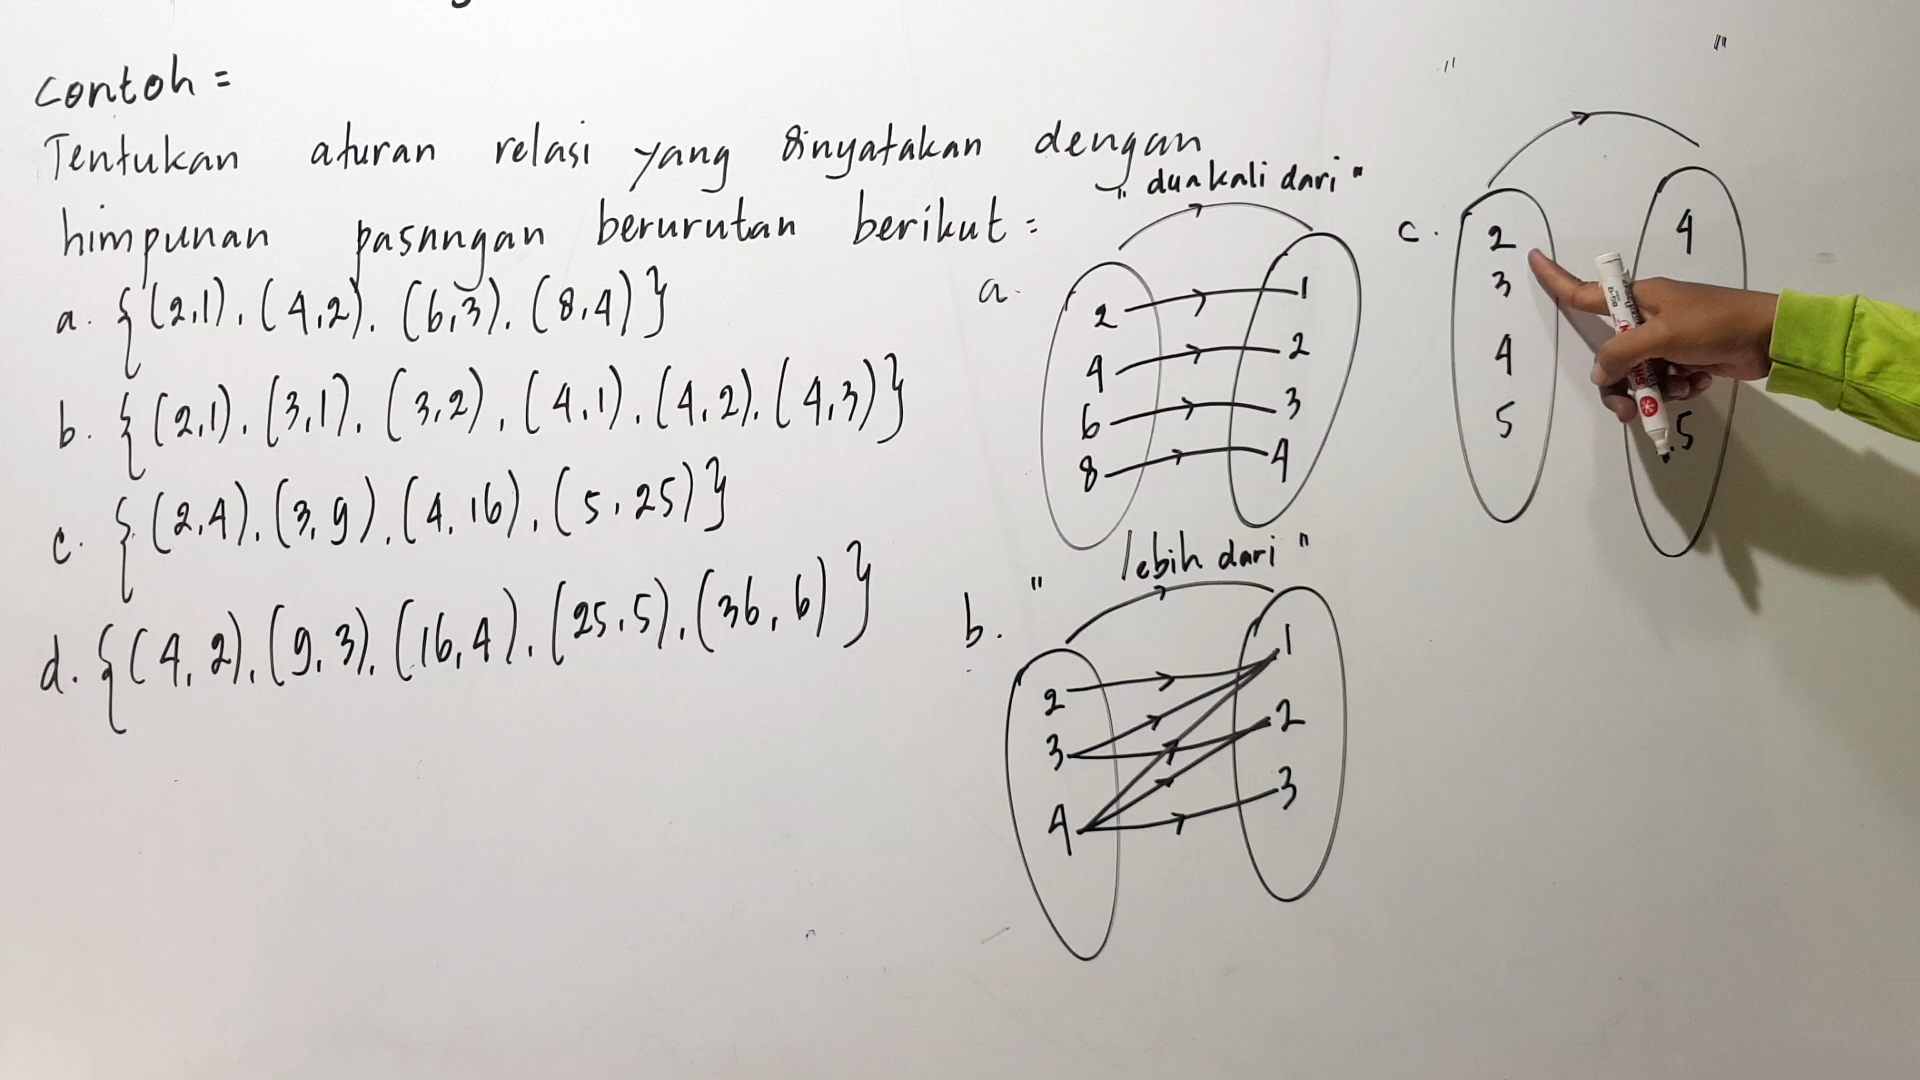 contoh =
Tentukan aturan relasi yang dinyatakan dengan
himpunan pasangan berurutan berikut =
a. {(2,1), (4,2), (6,3), (8,4)}
b. {(2,1), (3,1), (3,2), (4,1), (4,2), (4,3)}
c. {(2,4), (3,9), (4,16), (5,25)}
d. {(4,2), (9,3), (16,4), (25,5), (36,6)}
"dua kali dari"
a.
2 1
4 2
6 3
8 4
"lebih dari"
b.
2 1
3 2
4 3
" "
c.
2 4
3
4
5